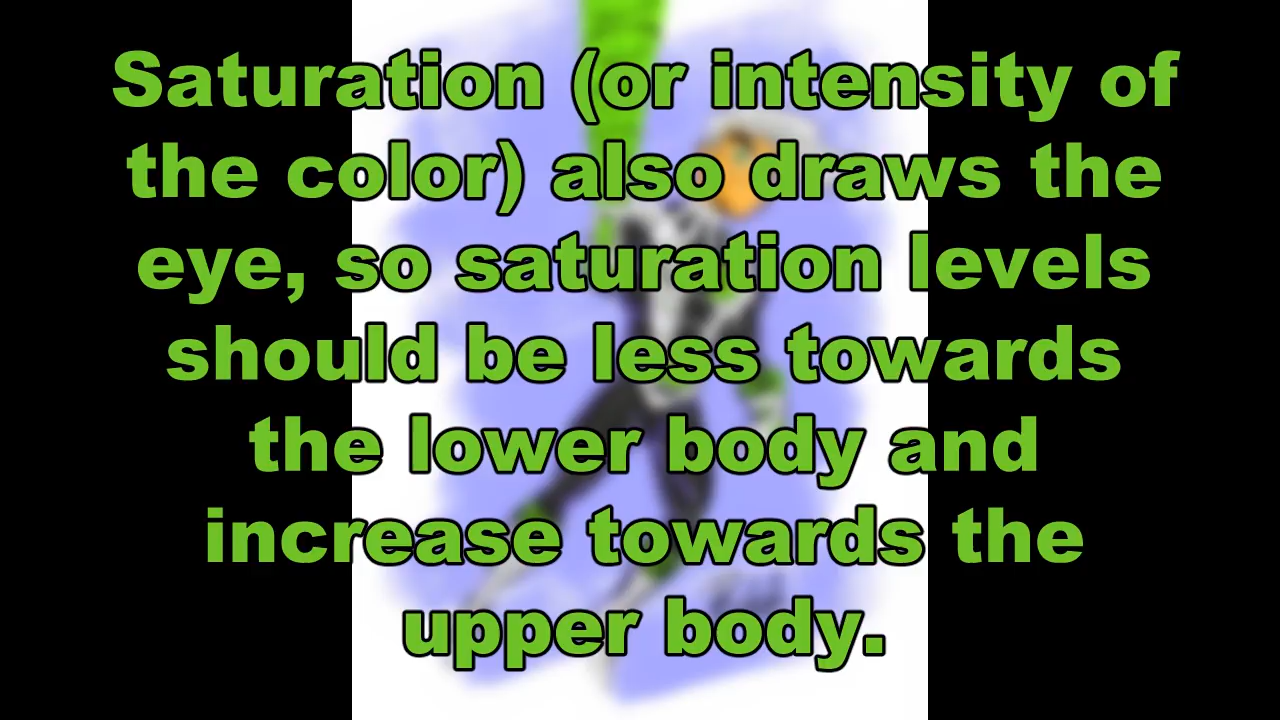 Saturation (or intensity of
the color) also draws the
eye, so saturation levels
should be less towards
the lower body and
increase towards the
upper body.